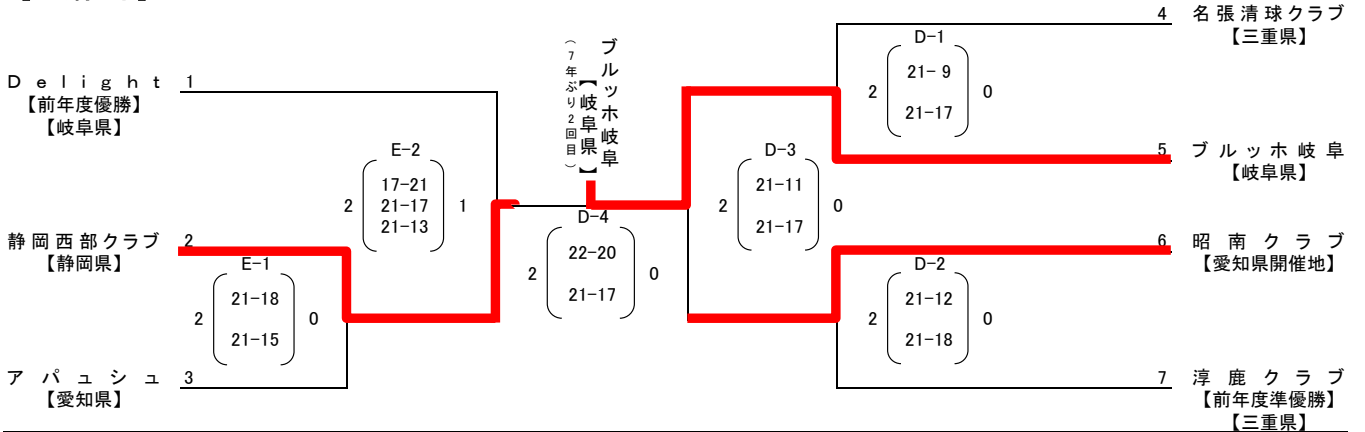 Delight 1
【前年度優勝】
【岐阜県】
静岡西部クラブ 2
【静岡県】
アパュシュ 3
【愛知県】
E-1
2 21-18 0
21-15
E-2
17-21
2 21-17 1
21-13
ブルッホ岐阜
【岐阜県】
（7年ぶり2回目）
D-4
22-20
2 0
21-17
D-3
21-11
2 0
21-17
D-1
21-9
2 0
21-17
D-2
21-12
2 0
21-18
4 名張清球クラブ
【三重県】
5 ブルッホ岐阜
【岐阜県】
6 昭南クラブ
【愛知県開催地】
7 淳鹿クラブ
【前年度準優勝】
【三重県】